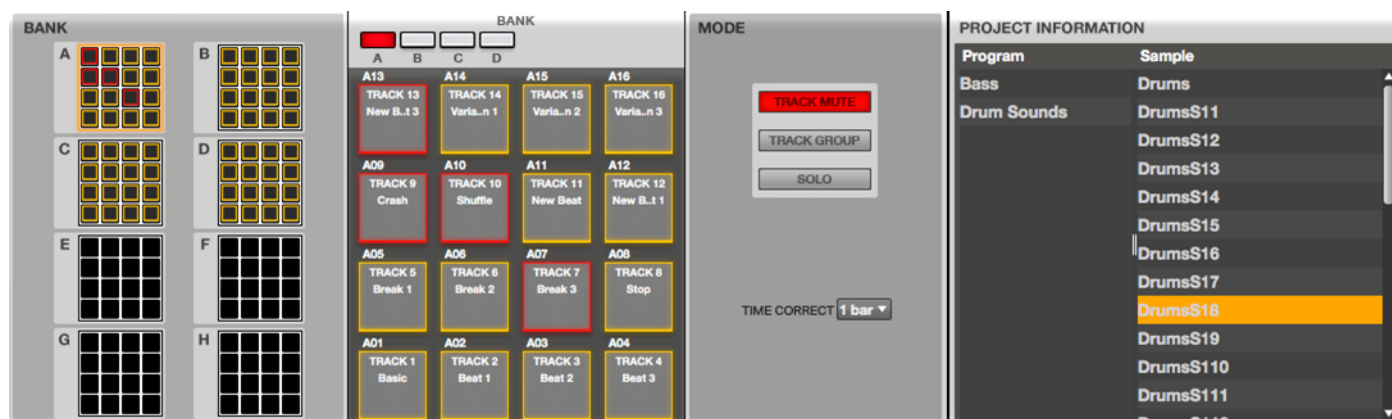 BANK
A
B
C
D
E
F
G
H
BANK
A B C D
A13 A14 A15 A16
TRACK 13 TRACK 14 TRACK 15 TRACK 16
New B..t 3 Varia..n 1 Varia..n 2 Varia..n 3
A09 A10 A11 A12
TRACK 9 TRACK 10 TRACK 11 TRACK 12
Crash Shuffle New Beat New B..t 1
A05 A06 A07 A08
TRACK 5 TRACK 6 TRACK 7 TRACK 8
Break 1 Break 2 Break 3 Stop
A01 A02 A03 A04
TRACK 1 TRACK 2 TRACK 3 TRACK 4
Basic Beat 1 Beat 2 Beat 3
MODE
TRACK MUTE
TRACK GROUP
SOLO
TIME CORRECT 1 bar
PROJECT INFORMATION
Program Sample
Bass Drums
Drum Sounds DrumsS11
DrumsS12
DrumsS13
DrumsS14
DrumsS15
DrumsS16
DrumsS17
DrumsS18
DrumsS19
DrumsS110
DrumsS111